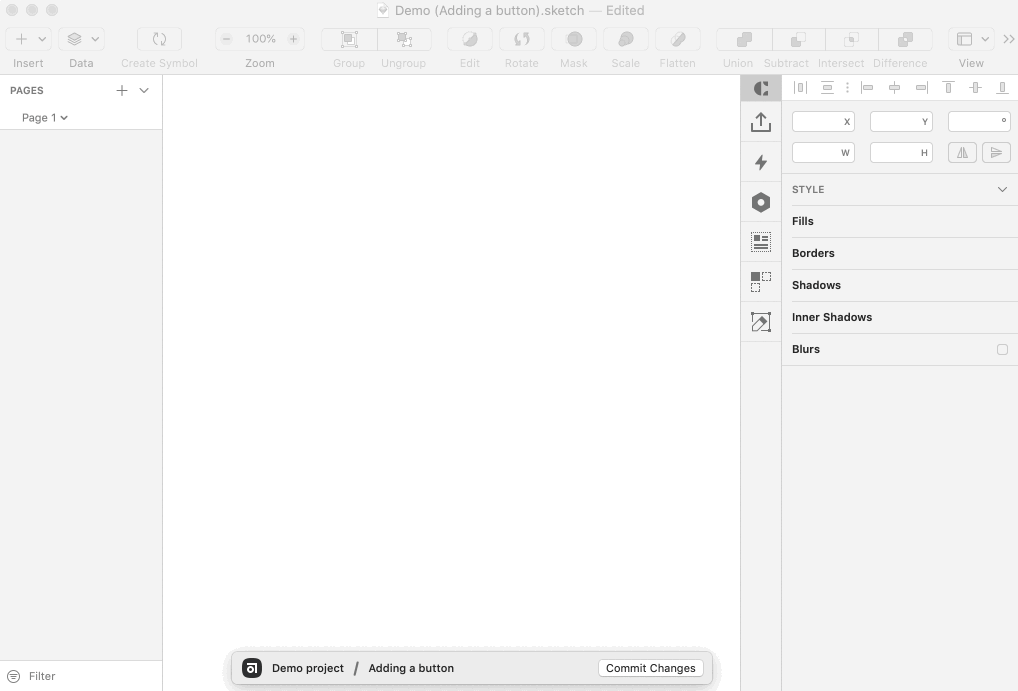 Demo (Adding a button).sketch — Edited
100%
Insert Data Create Symbol Zoom Group Ungroup Edit Rotate Mask Scale Flatten Union Subtract Intersect Difference View
PAGES
Page 1
X Y °
W H
STYLE
Fills
Borders
Shadows
Inner Shadows
Blurs
Demo project / Adding a button Commit Changes
Filter